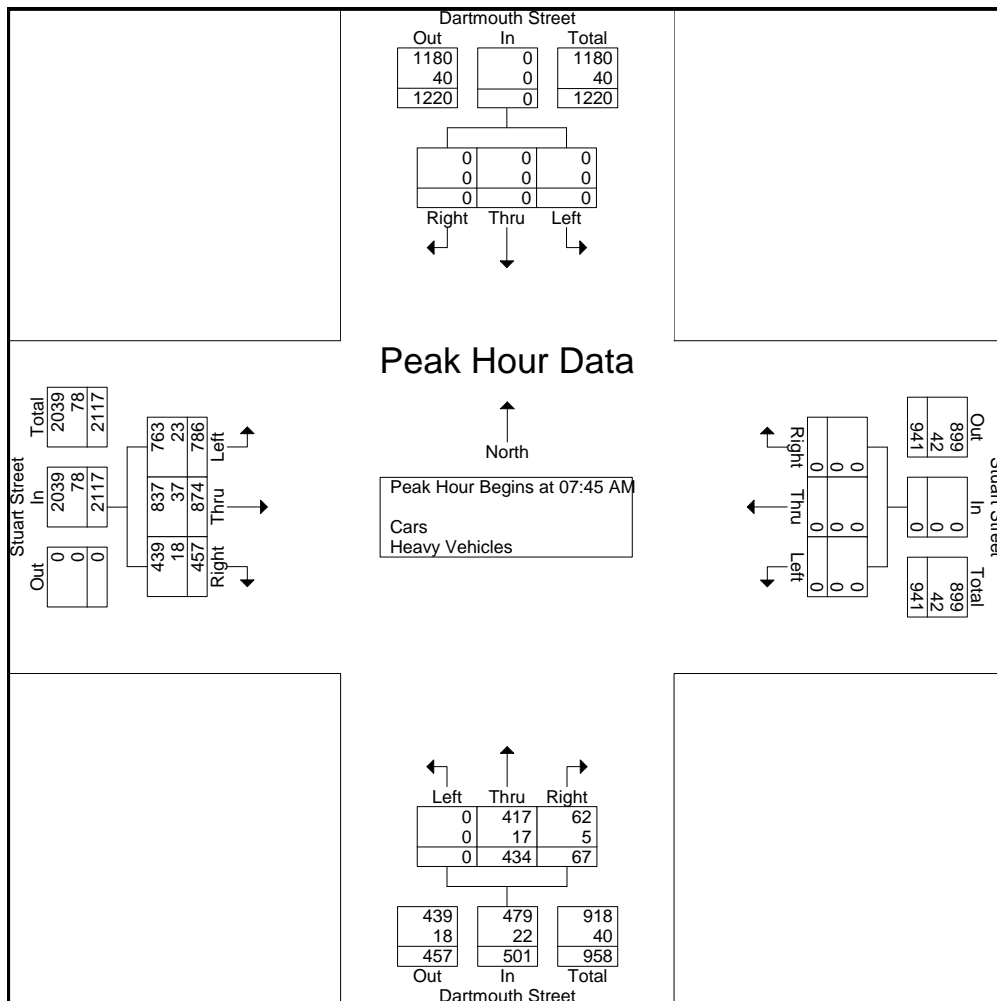 Dartmouth Street
Out In Total
1180 0 1180
40 0 40
1220 0 1220
0 0 0
0 0 0
0 0 0
Right Thru Left
Peak Hour Data
North
Peak Hour Begins at 07:45 AM
Cars
Heavy Vehicles
Stuart Street
Total In Out
2039 2039 0
78 78 0
2117 2117 0
763 837 439
23 37 18
786 874 457
Left Thru Right
Right Thru Left
0 0 0
0 0 0
0 0 0
Out In Total
899 0 899
42 0 42
941 0 941
Stuart Street
Left Thru Right
0 417 62
0 17 5
0 434 67
439 479 918
18 22 40
457 501 958
Out In Total
Dartmouth Street